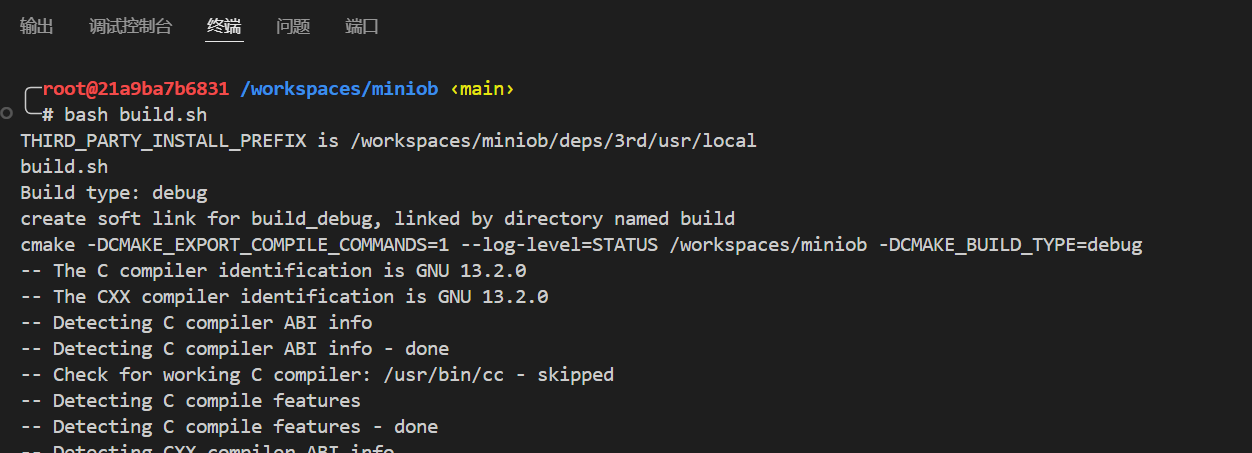 输出 调试控制台 终端 问题 端口
root@21a9ba7b6831 /workspaces/miniob ‹main›
# bash build.sh
THIRD_PARTY_INSTALL_PREFIX is /workspaces/miniob/deps/3rd/usr/local
build.sh
Build type: debug
create soft link for build_debug, linked by directory named build
cmake -DCMAKE_EXPORT_COMPILE_COMMANDS=1 --log-level=STATUS /workspaces/miniob -DCMAKE_BUILD_TYPE=debug
-- The C compiler identification is GNU 13.2.0
-- The CXX compiler identification is GNU 13.2.0
-- Detecting C compiler ABI info
-- Detecting C compiler ABI info - done
-- Check for working C compiler: /usr/bin/cc - skipped
-- Detecting C compile features
-- Detecting C compile features - done
-- Detecting CXX compiler ABI info